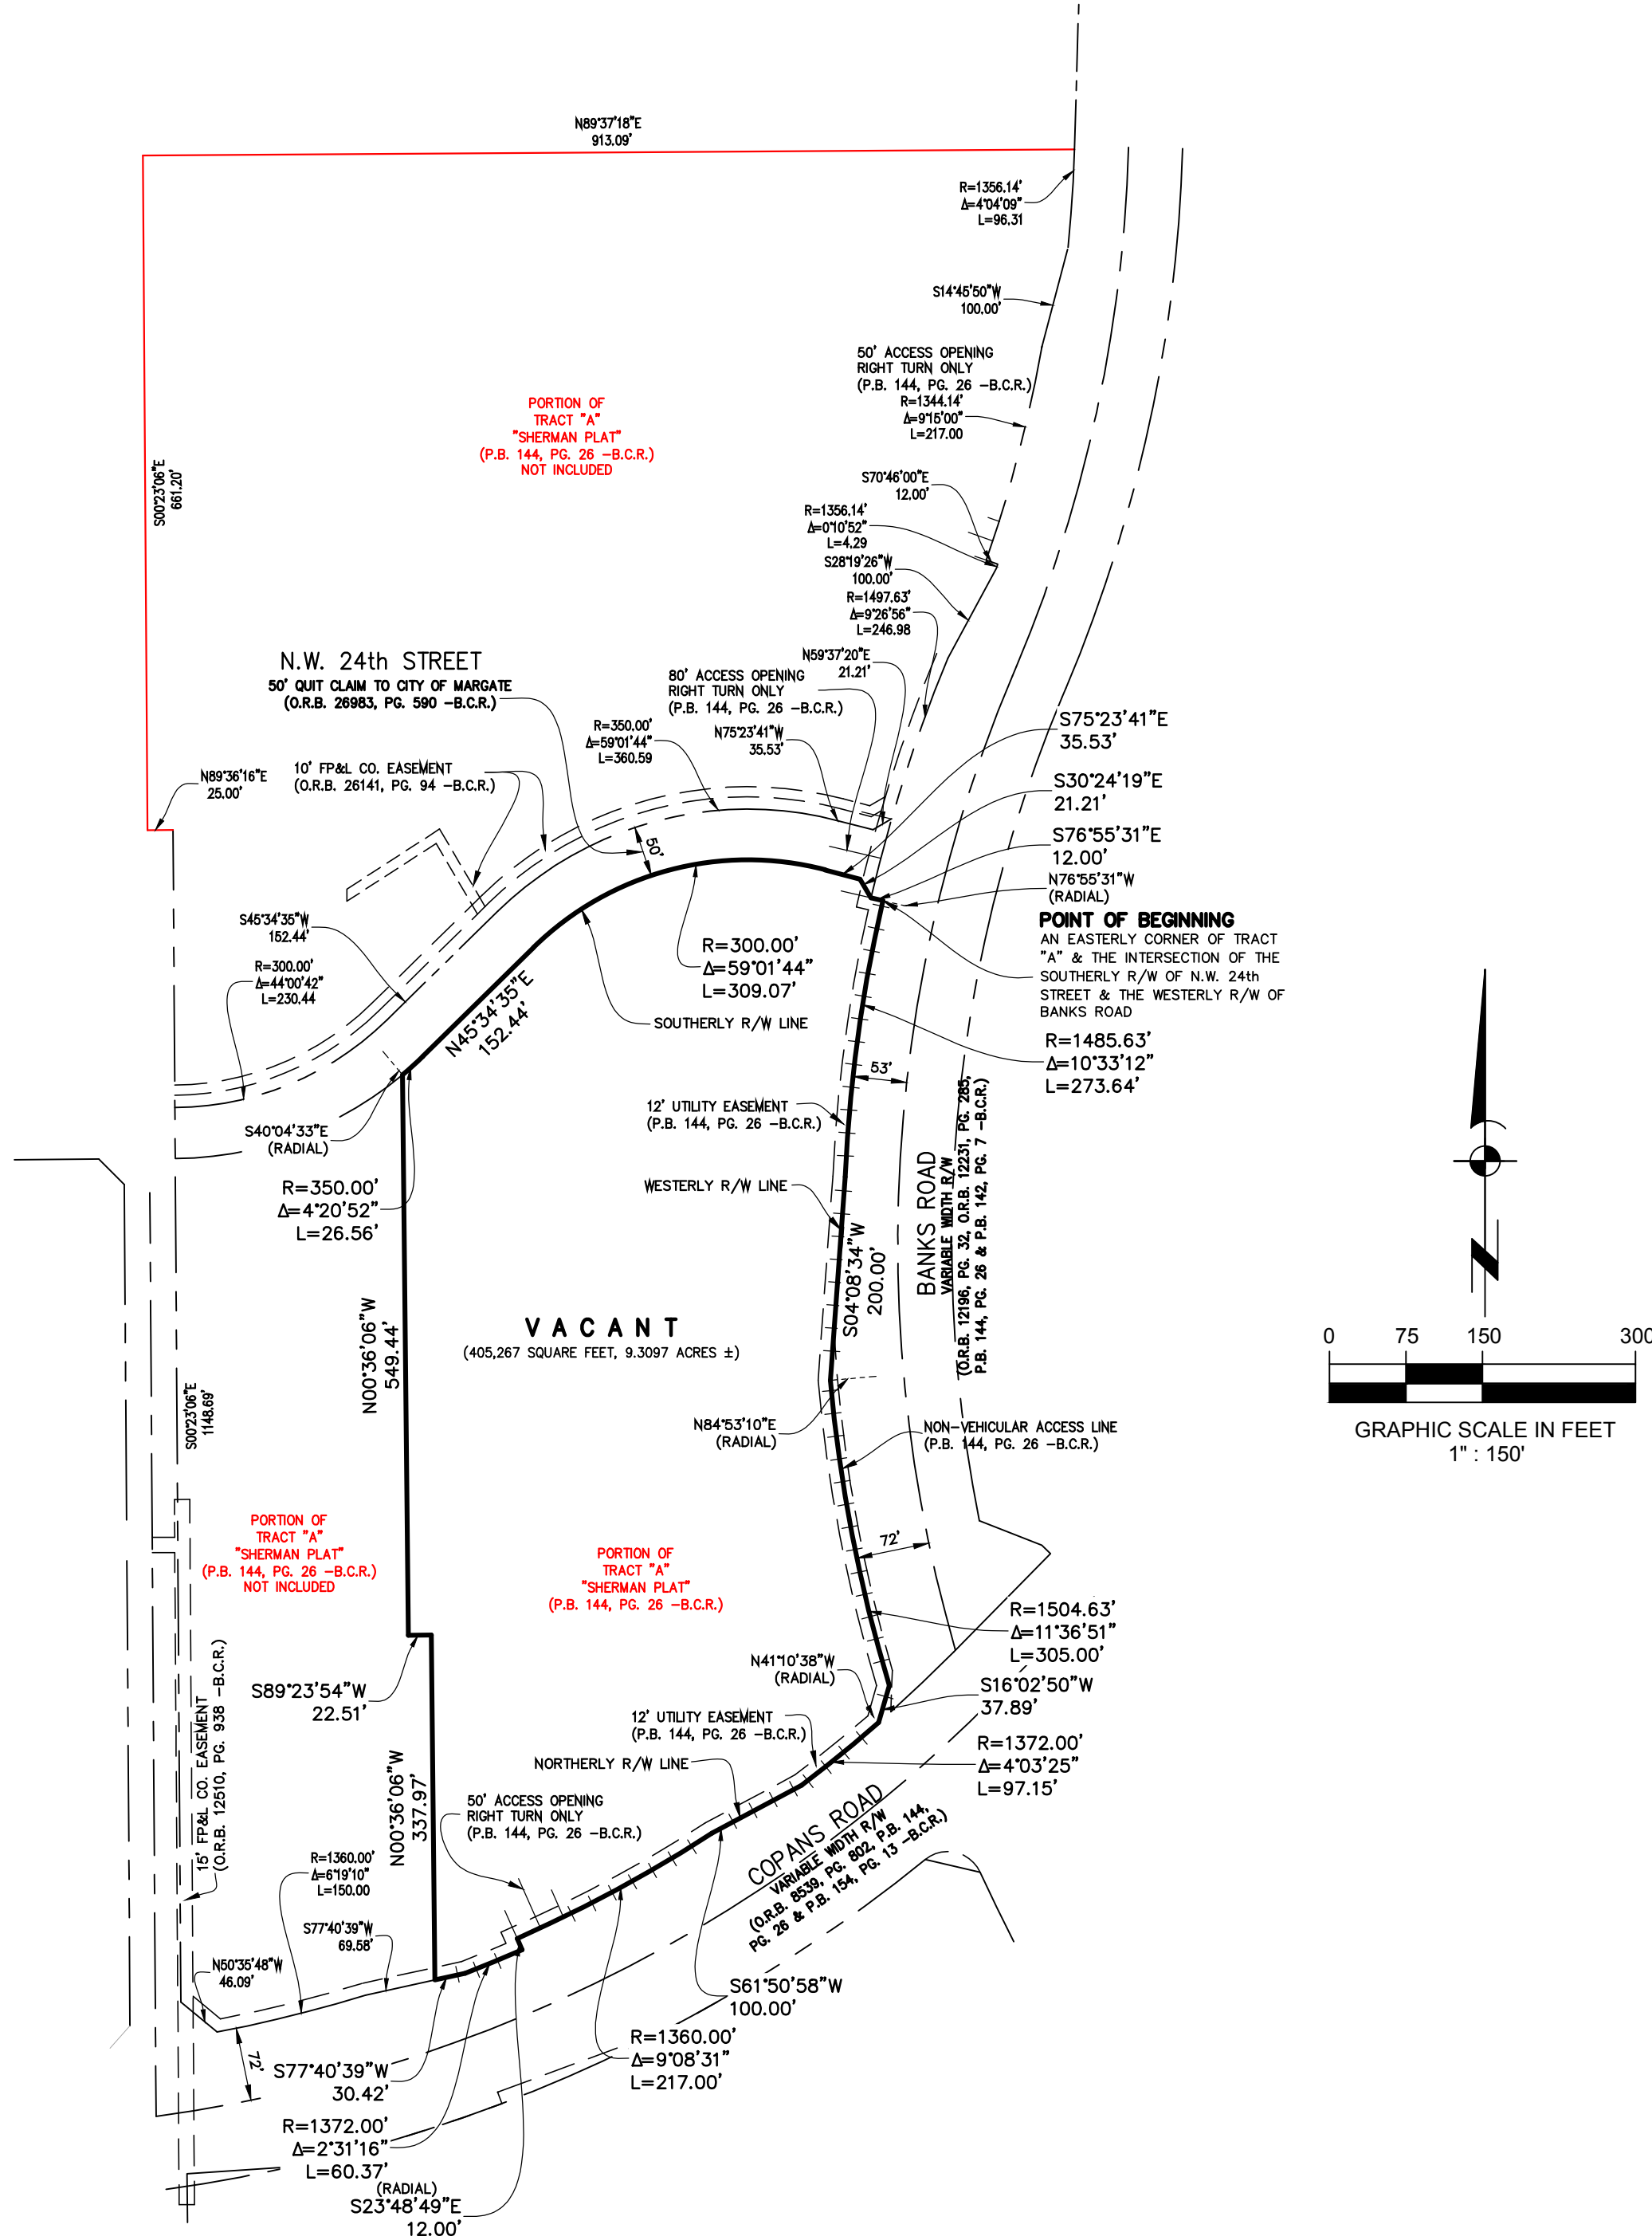 N89°37'18"E
913.09'
R=1356.14'
Δ=4°04'09"
L=96.31
S14°45'50"W
100.00'
50' ACCESS OPENING
RIGHT TURN ONLY
(P.B. 144, PG. 26 -B.C.R.)
R=1344.14'
Δ=9°15'00"
L=217.00
PORTION OF
TRACT "A"
"SHERMAN PLAT"
(P.B. 144, PG. 26 -B.C.R.)
NOT INCLUDED
S00°23'06"E
661.20'
S70°46'00"E
12.00'
R=1356.14'
Δ=0°10'52"
L=4.29
S28°19'26"W
100.00'
R=1497.63'
Δ=9°26'56"
L=246.98
N59°37'20"E
21.21'
N.W. 24th STREET
50' QUIT CLAIM TO CITY OF MARGATE
(O.R.B. 26983, PG. 590 -B.C.R.)
80' ACCESS OPENING
RIGHT TURN ONLY
(P.B. 144, PG. 26 -B.C.R.)
R=350.00'
Δ=59°01'44"
L=360.59
N75°23'41"W
35.53'
S75°23'41"E
35.53'
N89°36'16"E
25.00'
10' FP&L CO. EASEMENT
(O.R.B. 26141, PG. 94 -B.C.R.)
S30°24'19"E
21.21'
50'
S76°55'31"E
12.00'
N76°55'31"W
(RADIAL)
POINT OF BEGINNING
AN EASTERLY CORNER OF TRACT
"A" & THE INTERSECTION OF THE
SOUTHERLY R/W OF N.W. 24th
STREET & THE WESTERLY R/W OF
BANKS ROAD
S45°34'35"W
152.44'
R=300.00'
Δ=44°00'42"
L=230.44
R=300.00'
Δ=59°01'44"
L=309.07'
N45°34'35"E
152.44'
SOUTHERLY R/W LINE
R=1485.63'
Δ=10°33'12"
L=273.64'
53'
12' UTILITY EASEMENT
(P.B. 144, PG. 26 -B.C.R.)
S40°04'33"E
(RADIAL)
WESTERLY R/W LINE
R=350.00'
Δ=4°20'52"
L=26.56'
BANKS ROAD
VARIABLE WIDTH R/W
(O.R.B. 12196, PG. 32, O.R.B. 12231, PG. 285,
P.B. 144, PG. 26 & P.B. 142, PG. 7 -B.C.R.)
S04°08'34"W
200.00'
N00°36'06"W
549.44'
VACANT
(405,267 SQUARE FEET, 9.3097 ACRES ±)
0 75 150 300
GRAPHIC SCALE IN FEET
1" : 150'
N
S00°23'06"E
1148.69'
N84°53'10"E
(RADIAL)
NON-VEHICULAR ACCESS LINE
(P.B. 144, PG. 26 -B.C.R.)
PORTION OF
TRACT "A"
"SHERMAN PLAT"
(P.B. 144, PG. 26 -B.C.R.)
NOT INCLUDED
PORTION OF
TRACT "A"
"SHERMAN PLAT"
(P.B. 144, PG. 26 -B.C.R.)
72'
R=1504.63'
Δ=11°36'51"
L=305.00'
N41°10'38"W
(RADIAL)
S16°02'50"W
37.89'
S89°23'54"W
22.51'
12' UTILITY EASEMENT
(P.B. 144, PG. 26 -B.C.R.)
R=1372.00'
Δ=4°03'25"
L=97.15'
NORTHERLY R/W LINE
15' FP&L CO. EASEMENT
(O.R.B. 12510, PG. 938 -B.C.R.)
N00°36'06"W
337.97'
50' ACCESS OPENING
RIGHT TURN ONLY
(P.B. 144, PG. 26 -B.C.R.)
COPANS ROAD
VARIABLE WIDTH R/W
(O.R.B. 8539, PG. 802, P.B. 144,
PG. 26 & P.B. 154, PG. 13 -B.C.R.)
R=1360.00'
Δ=6°19'10"
L=150.00
S77°40'39"W
69.58'
N50°35'48"W
46.09'
S61°50'58"W
100.00'
R=1360.00'
Δ=9°08'31"
L=217.00'
72'
S77°40'39"W
30.42'
R=1372.00'
Δ=2°31'16"
L=60.37'
(RADIAL)
S23°48'49"E
12.00'